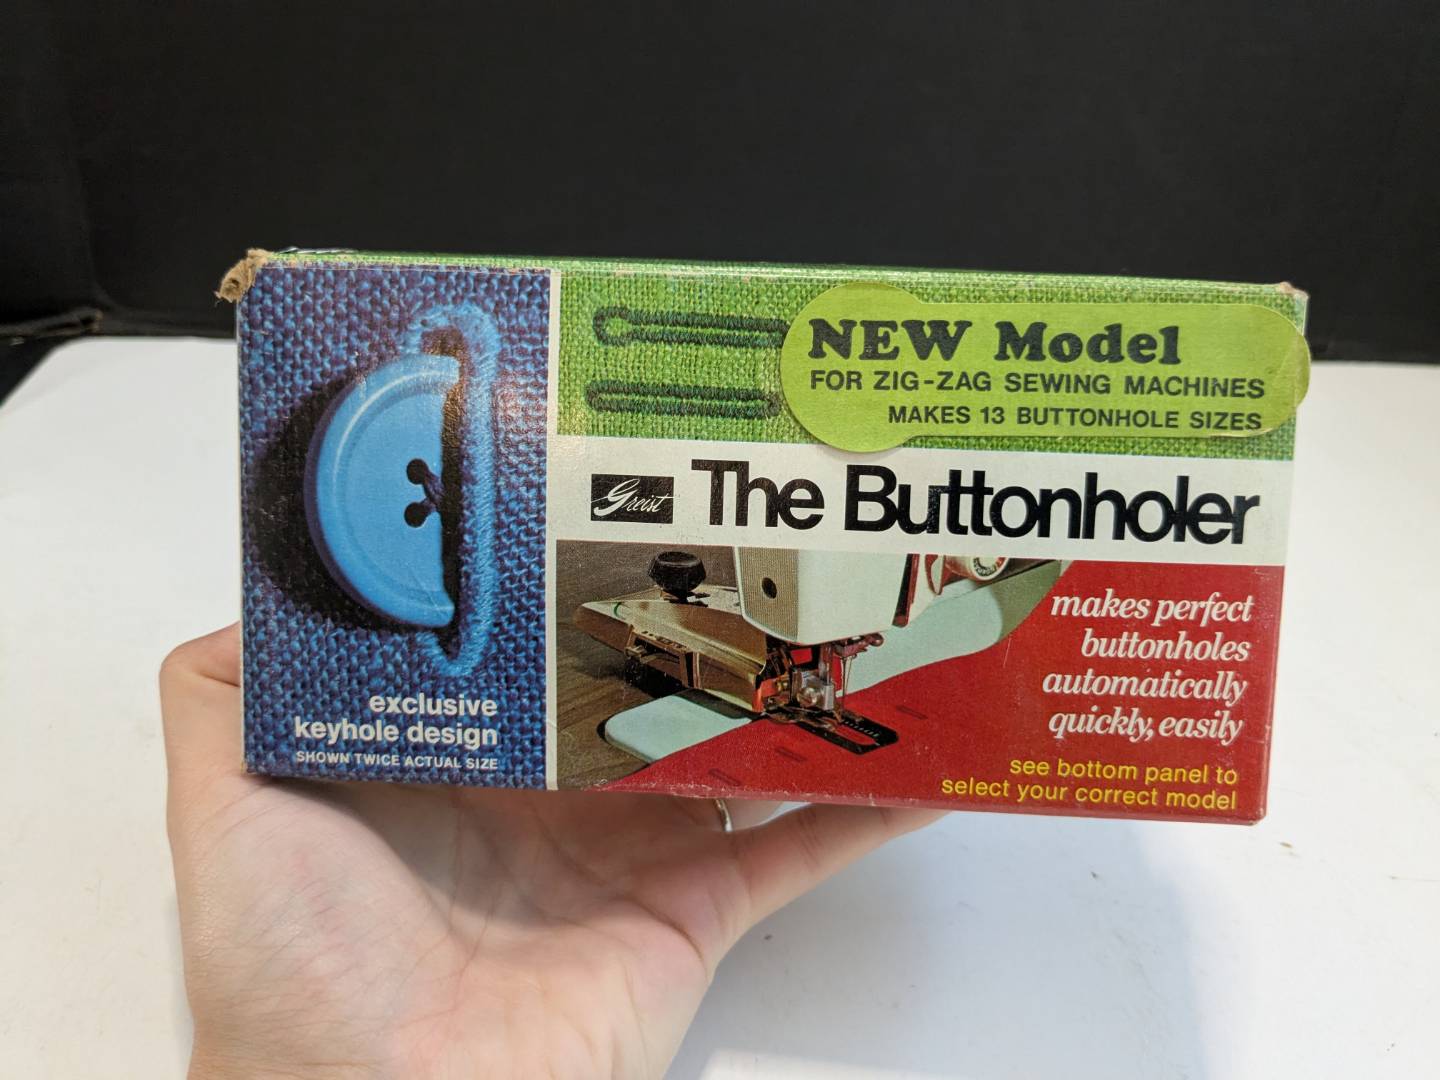 NEW Model
FOR ZIG-ZAG SEWING MACHINES
MAKES 13 BUTTONHOLE SIZES
Greist The Buttonholer
makes perfect
buttonholes
automatically
quickly, easily
see bottom panel to
select your correct model
exclusive
keyhole design
SHOWN TWICE ACTUAL SIZE